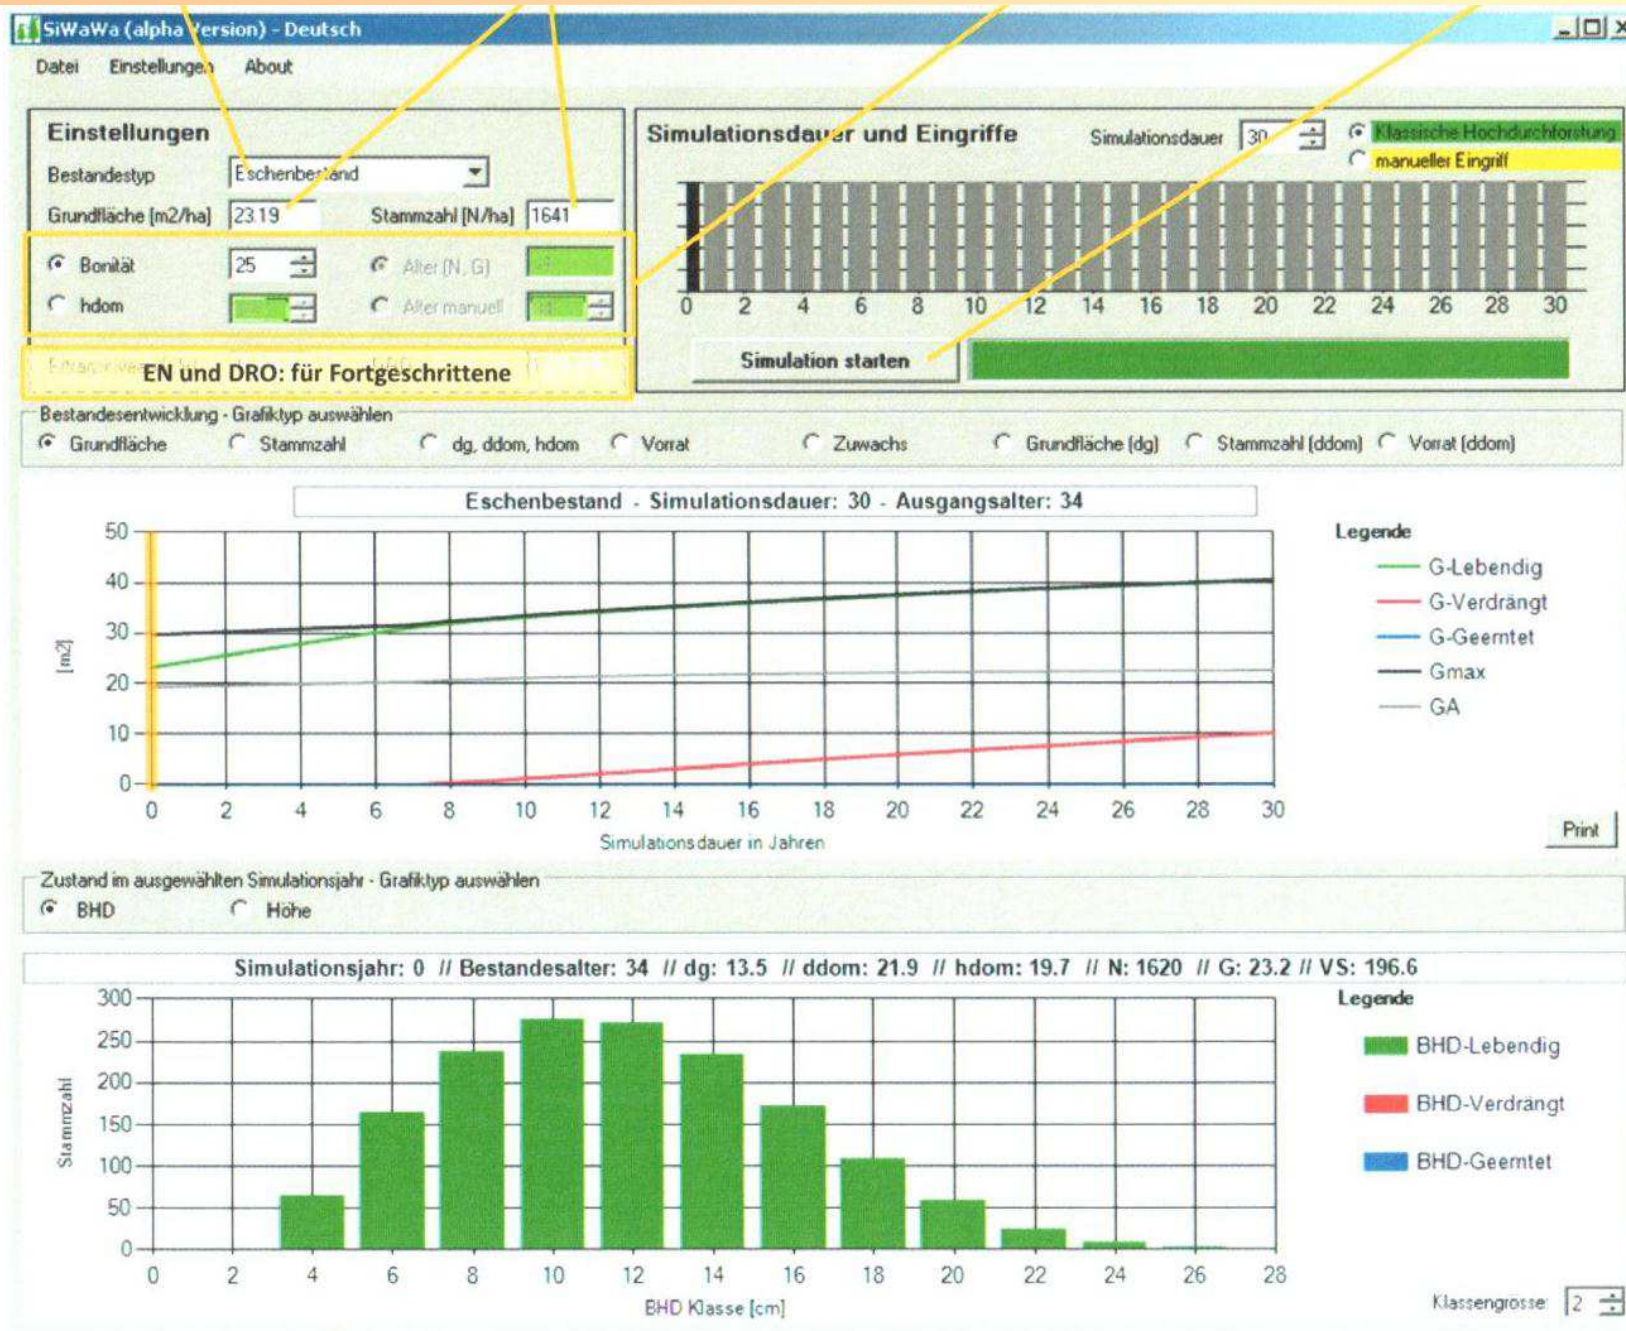 SiWaWa (alpha Version) - Deutsch
Datei Einstellungen About
Einstellungen
Bestandestyp Eschenbestand
Grundfläche [m2/ha] 23.19 Stammzahl [N/ha] 1641
Bonität 25 Alter (N, G)
hdom Alter manuell
EN und DRO: für Fortgeschrittene
Simulationsdauer und Eingriffe Simulationsdauer 30 Klassische Hochdurchforstung
manueller Eingriff
0 2 4 6 8 10 12 14 16 18 20 22 24 26 28 30
Simulation starten
Bestandesentwicklung - Grafiktyp auswählen
Grundfläche Stammzahl dg, ddom, hdom Vorrat Zuwachs Grundfläche (dg) Stammzahl (ddom) Vorrat (ddom)
Eschenbestand - Simulationsdauer: 30 - Ausgangsalter: 34
50
40
30
20
10
0
[m2]
0 2 4 6 8 10 12 14 16 18 20 22 24 26 28 30
Simulationsdauer in Jahren
Legende
G-Lebendig
G-Verdrängt
G-Geerntet
Gmax
GA
Print
Zustand im ausgewählten Simulationsjahr - Grafiktyp auswählen
BHD Höhe
Simulationsjahr: 0 // Bestandesalter: 34 // dg: 13.5 // ddom: 21.9 // hdom: 19.7 // N: 1620 // G: 23.2 // VS: 196.6
300
250
200
150
100
50
0
Stammzahl
0 2 4 6 8 10 12 14 16 18 20 22 24 26 28
BHD Klasse [cm]
Legende
BHD-Lebendig
BHD-Verdrängt
BHD-Geerntet
Klassengrösse: 2